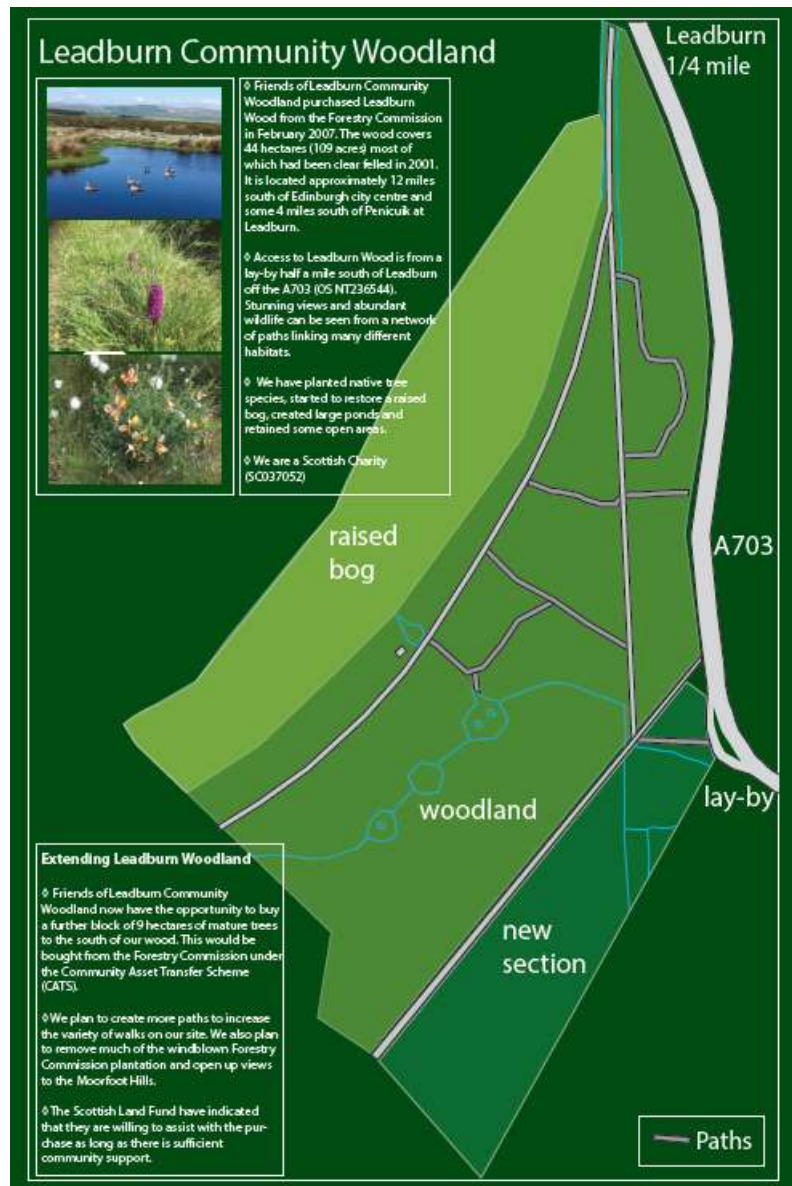 Leadburn Community Woodland
◊ Friends of Leadburn Community
Woodland purchased Leadburn
Wood from the Forestry Commission
in February 2007. The wood covers
44 hectares (109 acres) most of
which had been clear felled in 2001.
It is located approximately 12 miles
south of Edinburgh city centre and
some 4 miles south of Penicuik at
Leadburn.
◊ Access to Leadburn Wood is from a
lay-by half a mile south of Leadburn
off the A703 (OS NT236544).
Stunning views and abundant
wildlife can be seen from a network
of paths linking many different
habitats.
◊ We have planted native tree
species, started to restore a raised
bog, created large ponds and
retained some open areas.
◊ We are a Scottish Charity
(SC037052)
Leadburn
1/4 mile
raised
bog
A703
lay-by
woodland
new
section
Extending Leadburn Woodland
◊ Friends of Leadburn Community
Woodland now have the opportunity to buy
a further block of 9 hectares of mature trees
to the south of our wood. This would be
bought from the Forestry Commission under
the Community Asset Transfer Scheme
(CATS).
◊We plan to create more paths to increase
the variety of walks on our site. We also plan
to remove much of the windblown Forestry
Commission plantation and open up views
to the Moorfoot Hills.
◊The Scottish Land Fund have indicated
that they are willing to assist with the pur-
chase as long as there is sufficient
community support.
Paths